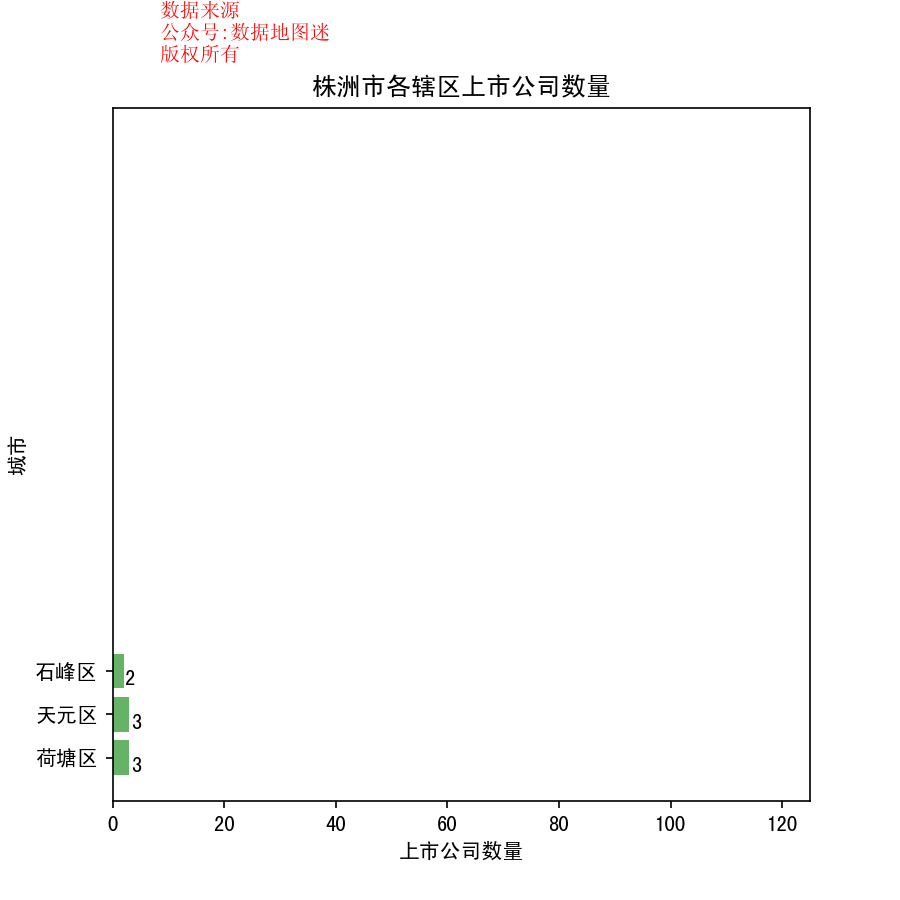 数据来源
公众号:数据地图迷
版权所有
株洲市各辖区上市公司数量
城市
石峰区 2
天元区 3
荷塘区 3
0 20 40 60 80 100 120
上市公司数量